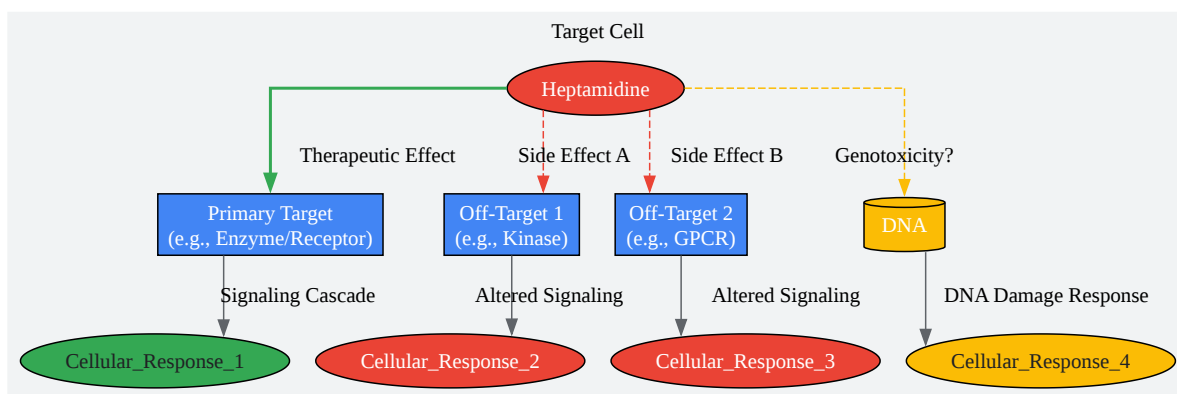 Target Cell
Heptamidine
Therapeutic Effect
Side Effect A
Side Effect B
Genotoxicity?
Primary Target
(e.g., Enzyme/Receptor)
Off-Target 1
(e.g., Kinase)
Off-Target 2
(e.g., GPCR)
DNA
Signaling Cascade
Altered Signaling
Altered Signaling
DNA Damage Response
Cellular_Response_1
Cellular_Response_2
Cellular_Response_3
Cellular_Response_4